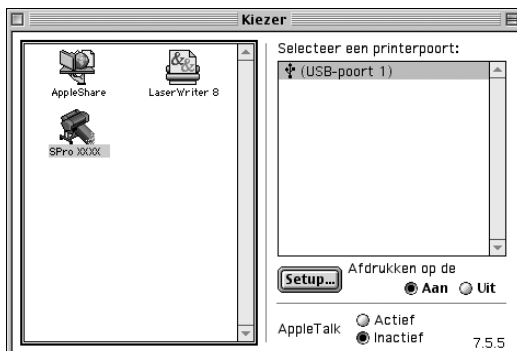 Kiezer
AppleShare
LaserWriter 8
SPro XXXX
Selecteer een printerpoort:
(USB-poort 1)
Setup...
Afdrukken op de
Aan
Uit
AppleTalk
Actief
Inactief
7.5.5